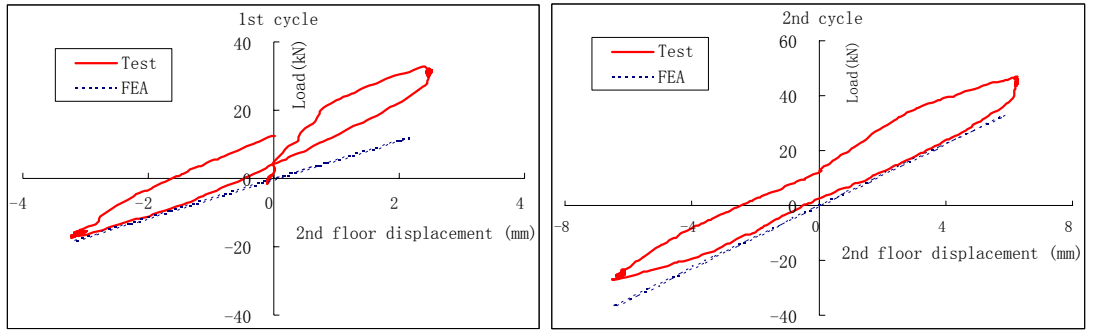 1st cycle
Test
FEA
Load(kN)
40
20
0
-20
-40
-4
-2
0
2
4
2nd floor displacement (mm)
2nd cycle
Test
FEA
Load(kN)
60
40
20
0
-20
-40
-8
-4
0
4
8
2nd floor displacement (mm)